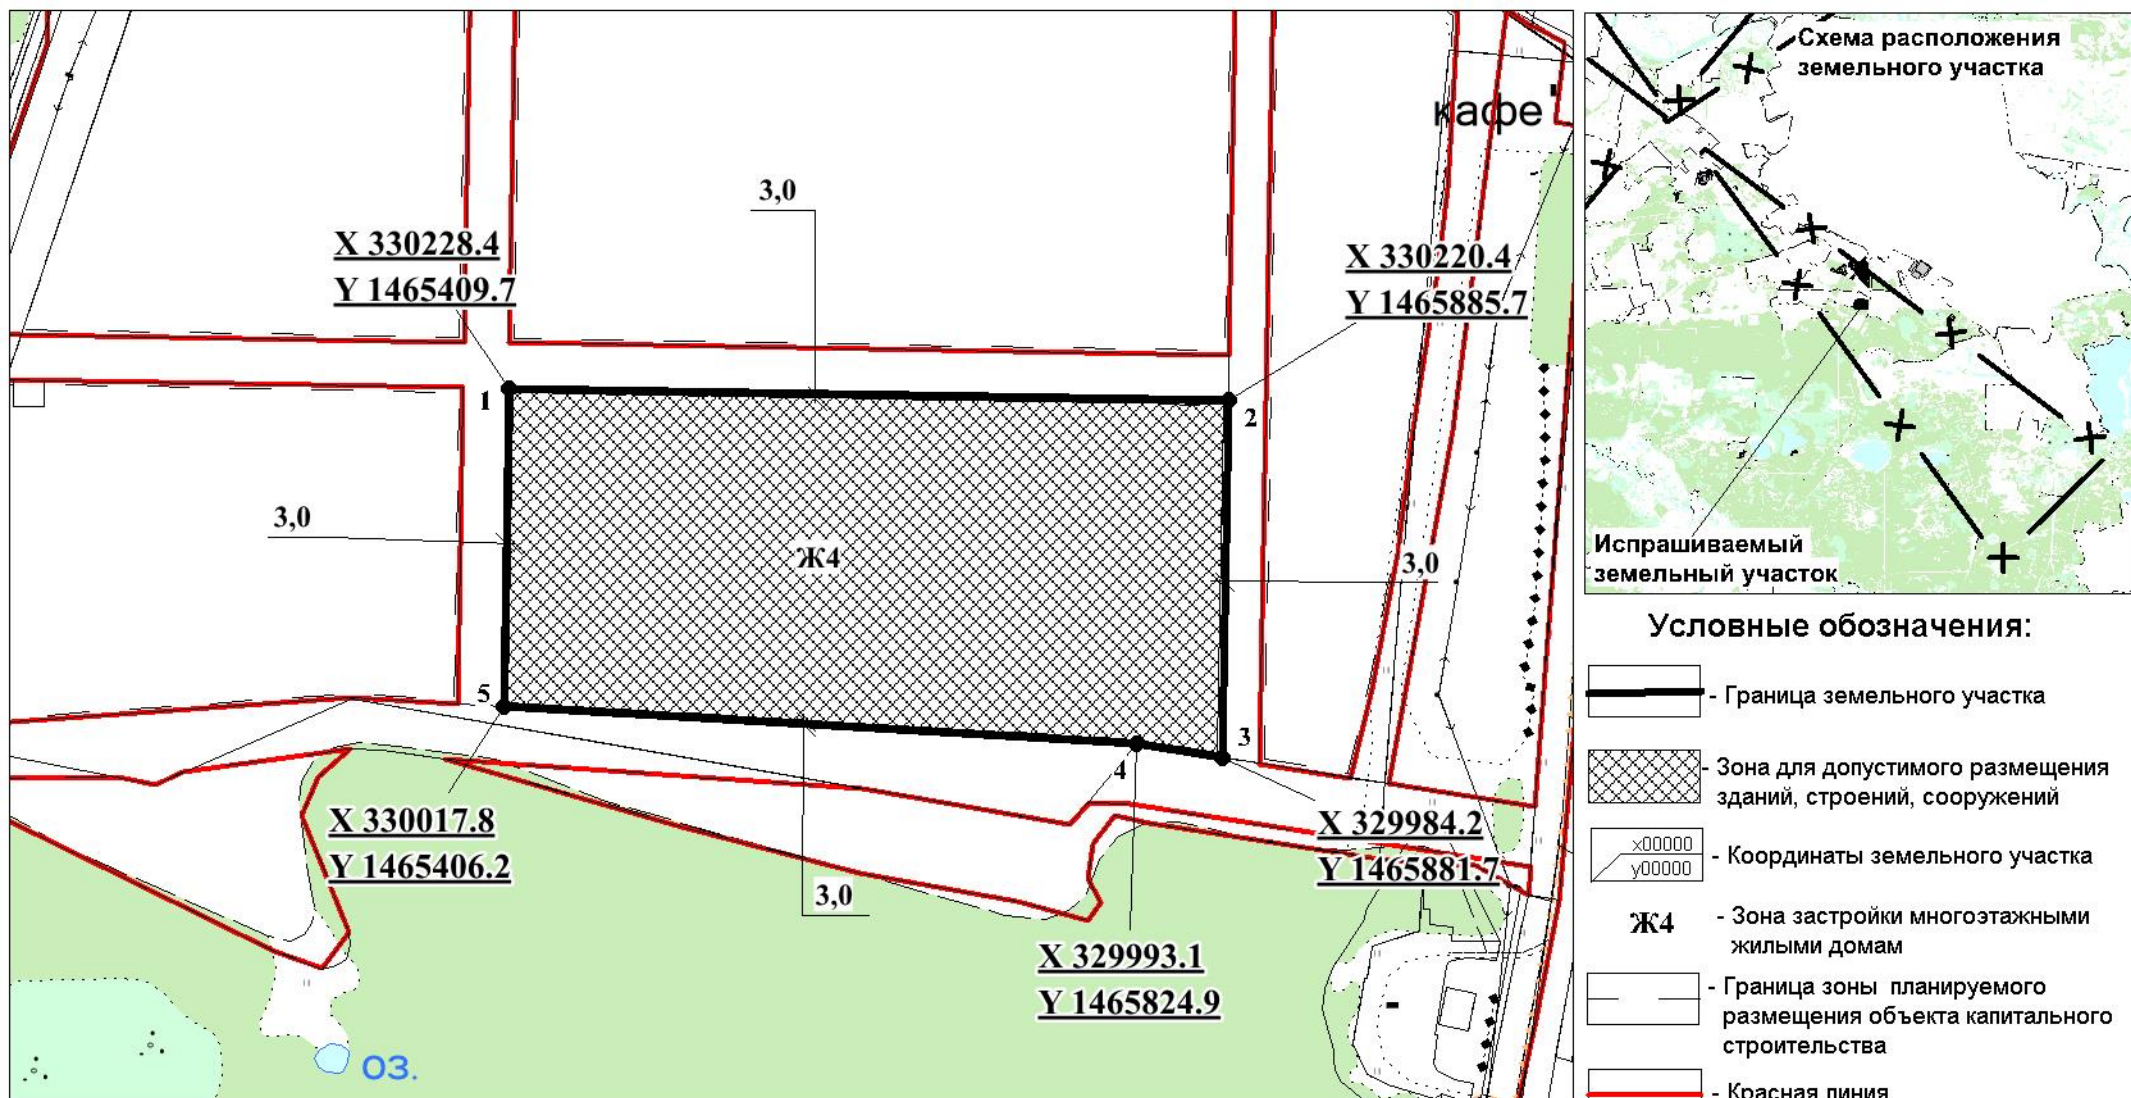 кафе
3,0
X 330228.4
Y 1465409.7
X 330220.4
Y 1465885.7
1
2
3,0
Ж4
3,0
5
3
4
X 330017.8
Y 1465406.2
3,0
X 329984.2
Y 1465881.7
X 329993.1
Y 1465824.9
оз.
Схема расположения
земельного участка
Испрашиваемый
земельный участок
Условные обозначения:
- Граница земельного участка
- Зона для допустимого размещения
зданий, строений, сооружений
x00000
y00000
- Координаты земельного участка
Ж4
- Зона застройки многоэтажными
жилыми домам
- Граница зоны планируемого
размещения объекта капитального
строительства
- Красная линия